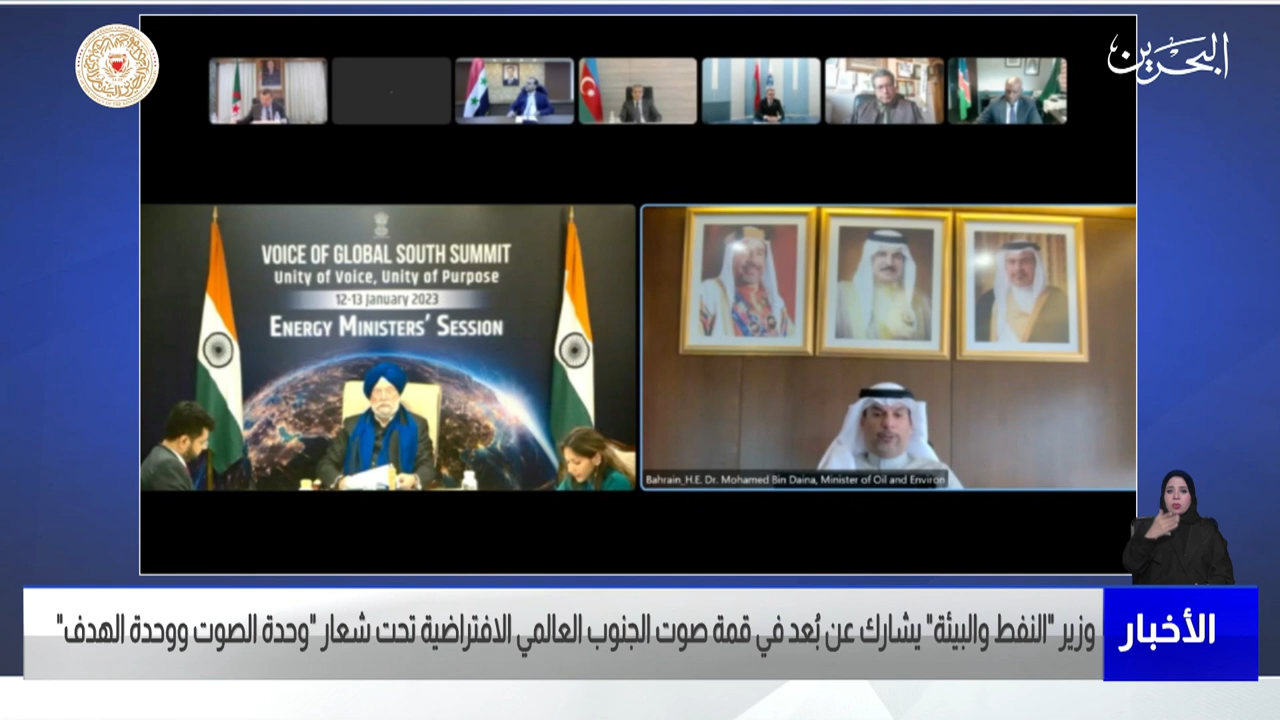 البحرين
VOICE OF GLOBAL SOUTH SUMMIT
Unity of Voice, Unity of Purpose
12-13 January 2023
ENERGY MINISTERS' SESSION
Bahrain_H.E. Dr. Mohamed Bin Daina, Minister of Oil and Environ
الأخبار
وزير "النفط والبيئة" يشارك عن بُعد في قمة صوت الجنوب العالمي الافتراضية تحت شعار "وحدة الصوت ووحدة الهدف"